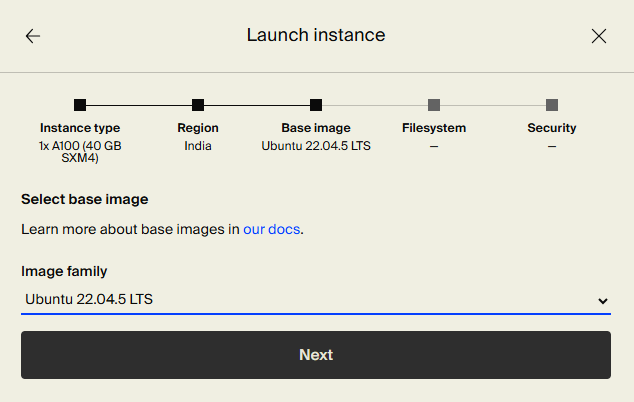 Launch instance
Instance type
Region
Base image
Filesystem
Security
1x A100 (40 GB
SXM4)
India
Ubuntu 22.04.5 LTS
—
—
Select base image
Learn more about base images in our docs.
Image family
Ubuntu 22.04.5 LTS
Next